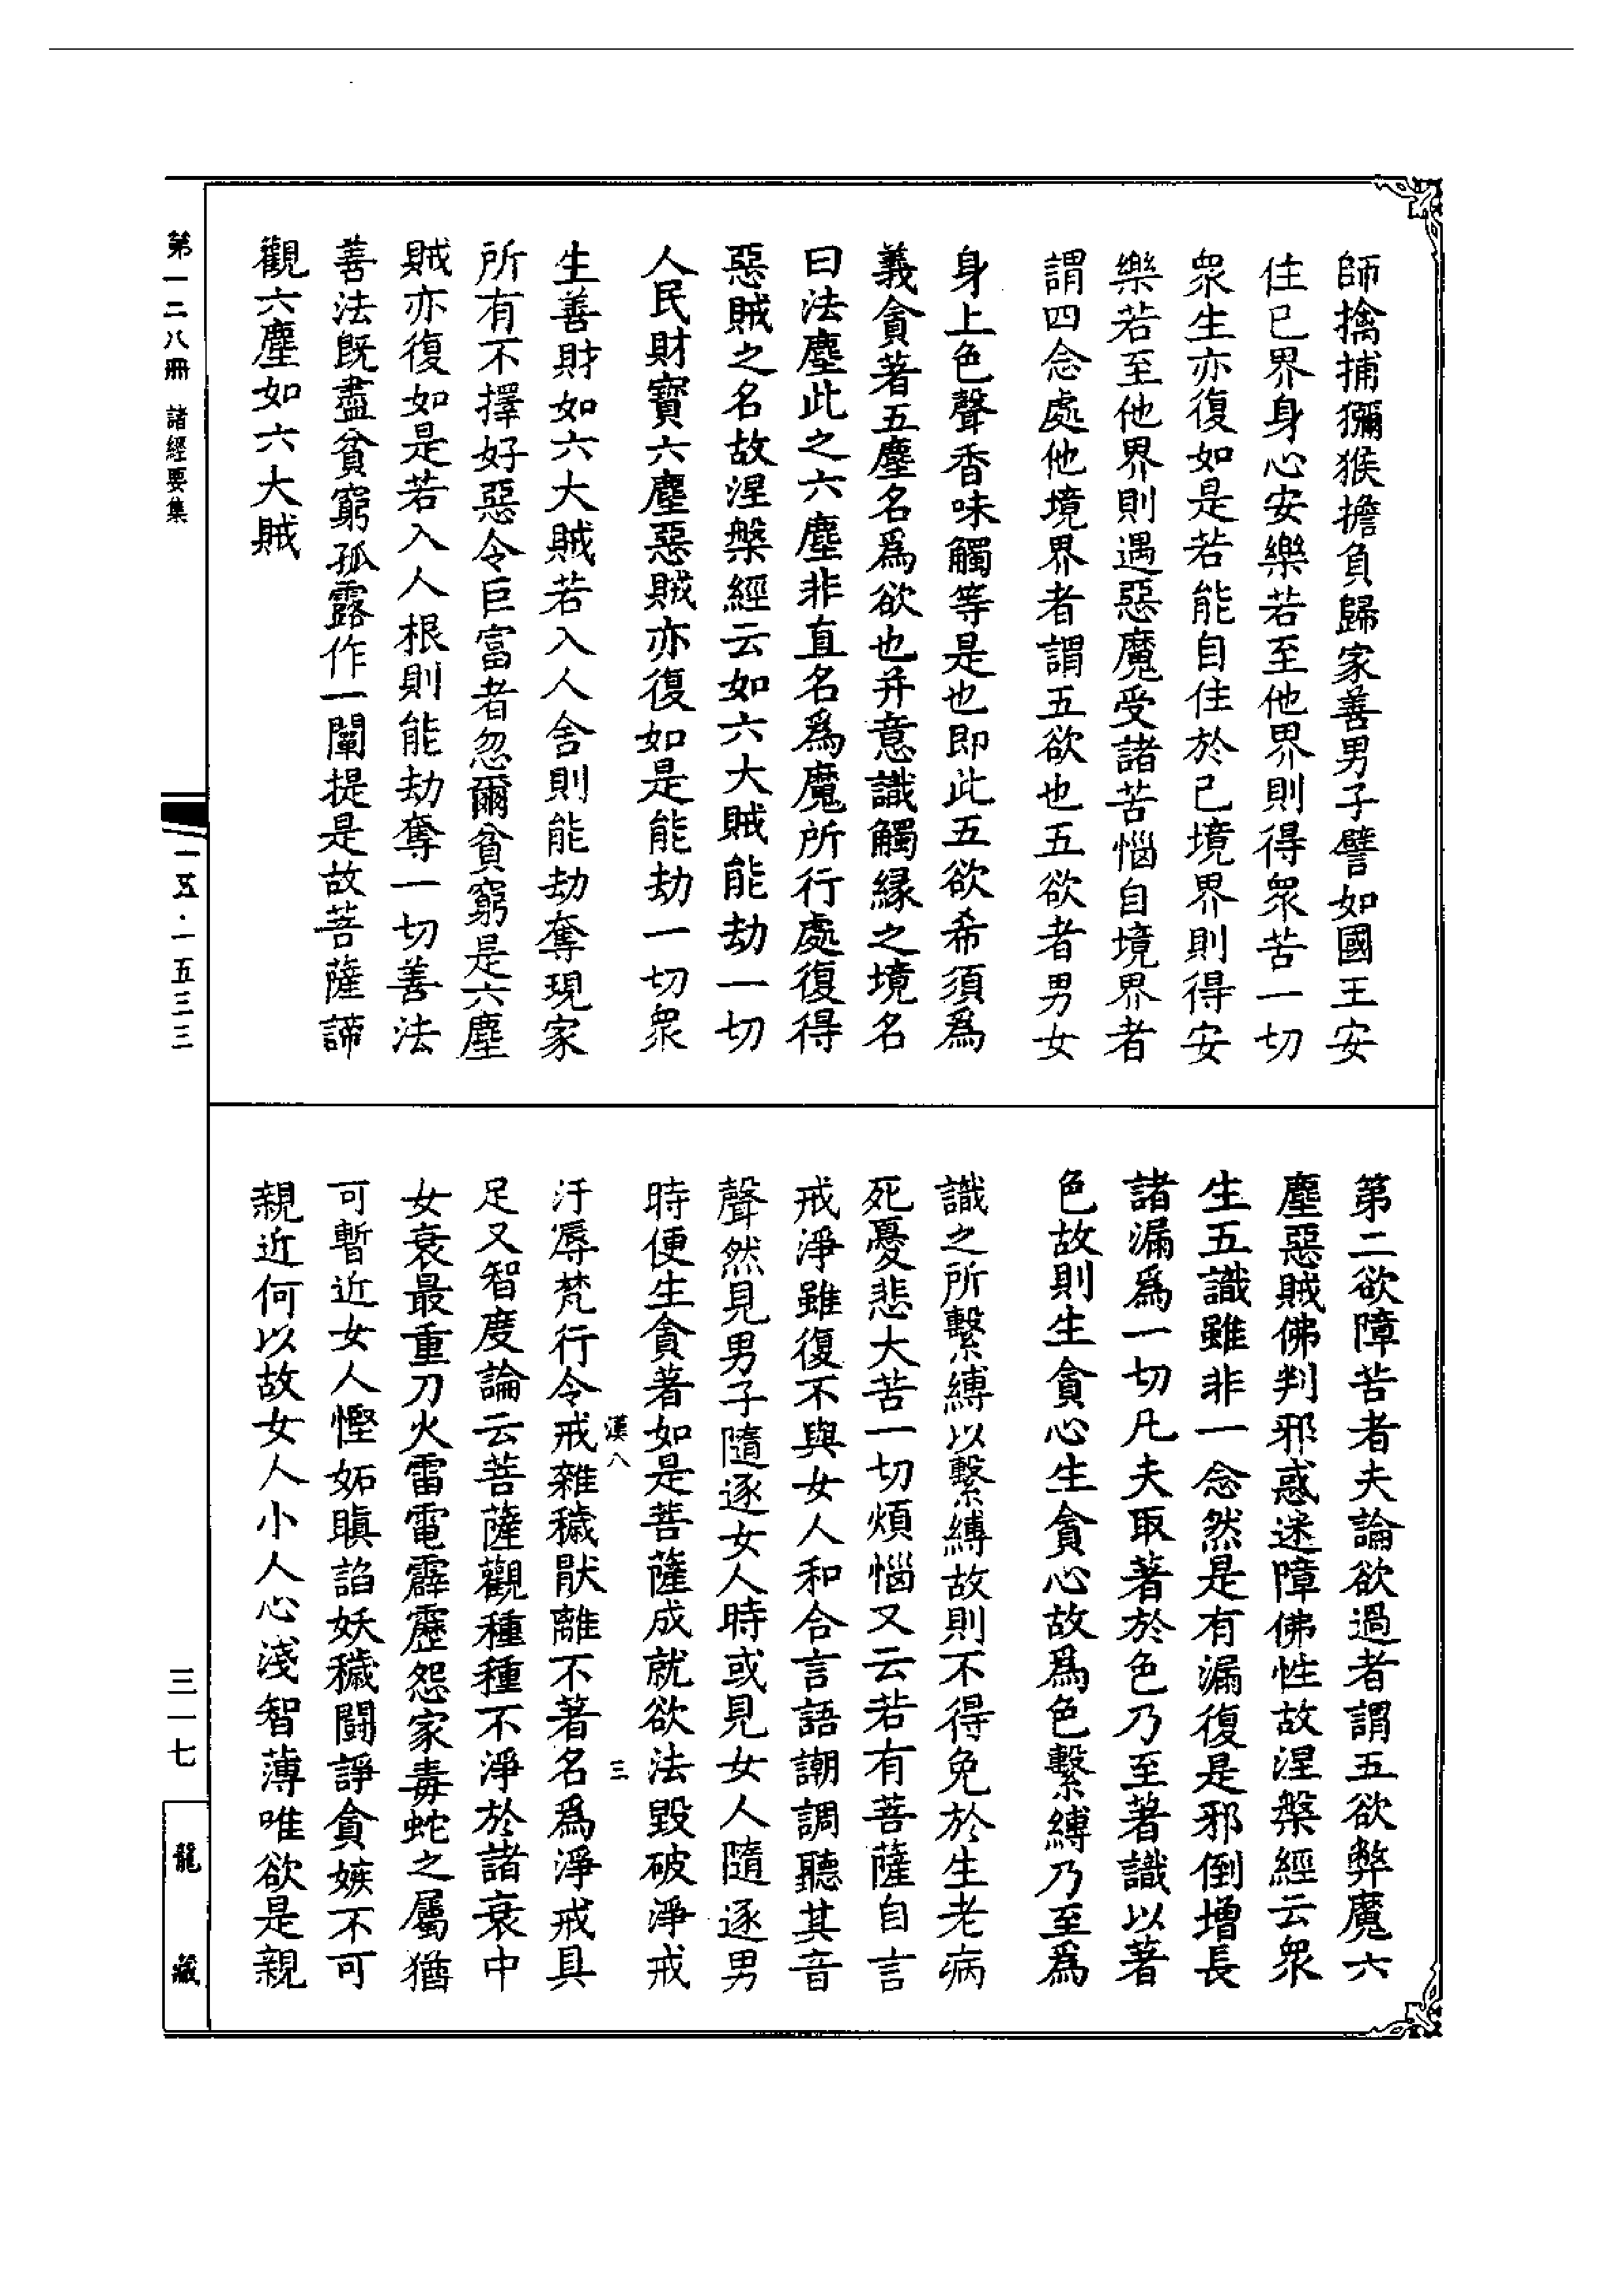 師擒捕獼猴擔負歸家善男子譬如國王安
住已界身心安樂若至他界則得衆苦一切
衆生亦復如是若能自住於已境界則得安
樂若至他界則遇惡魔受諸苦惱自境界者
謂四念處他境界者謂五欲也五欲者男女
身上色聲香味觸等是也即此五欲希須爲
義貪著五塵名爲欲也并意識觸緣之境名
曰法塵此之六塵非直名爲魔所行處復得
惡賊之名故涅槃經云如六大賊能劫一切
人民財寶六塵惡賊亦復如是能劫一切衆
生善財如六大賊若入人舍則能劫奪現家
所有不擇好惡令巨富者忽爾貧窮是六塵
賊亦復如是若入人根則能劫奪一切善法
善法既盡貧窮孤露作一闡提是故菩薩諦
觀六塵如六大賊
第二欲障苦者夫論欲過者謂五欲弊魔六
塵惡賊佛判邪惑迷障佛性故涅槃經云衆
生五識雖非一念然是有漏復是邪倒增長
諸漏爲一切凡夫取著於色乃至著識以著
色故則生貪心生貪心故爲色繫縛乃至爲
識之所繫縛以繫縛故則不得免於生老病
死憂悲大苦一切煩惱又云若有菩薩自言
戒淨雖復不與女人和合言語謿調聽其音
聲然見男子隨逐女人時或見女人隨逐男
時便生貪著如是菩薩成就欲法毀破淨戒
漢八 三
汙辱梵行令戒雜穢猒離不著名爲淨戒具
足又智度論云菩薩觀種種不淨於諸衰中
女衰最重刀火雷電霹靂怨家毒蛇之屬猶
可暫近女人慳妬瞋諂妖穢鬪諍貪嫉不可
親近何以故女人小人心淺智薄唯欲是親
第一二八冊 諸經要集
一五·一五三三
三一七
龍藏